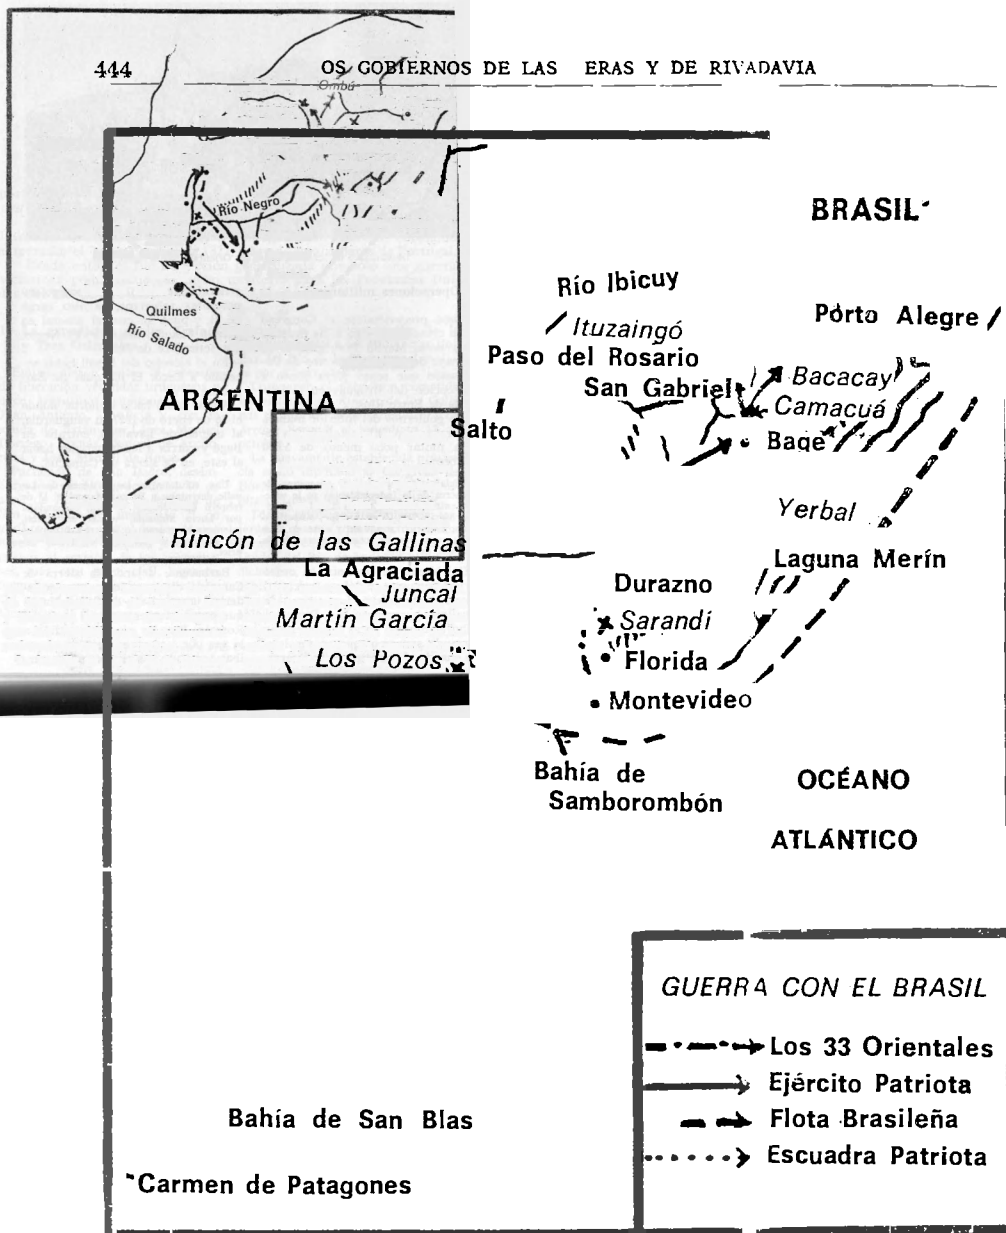 444
OS GOBIERNOS DE LAS ERAS Y DE RIVADAVIA
Ombú
Río Negro
BRASIL
Río Ibicuy
Quilmes
Porto Alegre
Ituzaingó
Río Salado
Paso del Rosario
San Gabriel
Bacacay
ARGENTINA
Camacuá
Salto
Bage
Yerbal
Rincón de las Gallinas
Laguna Merín
La Agraciada
Durazno
Juncal
Martín García
Sarandí
Los Pozos
Florida
Montevideo
Bahía de
Samborombón
OCÉANO
ATLÁNTICO
GUERRA CON EL BRASIL
Los 33 Orientales
Ejército Patriota
Flota Brasileña
Escuadra Patriota
Bahía de San Blas
Carmen de Patagones